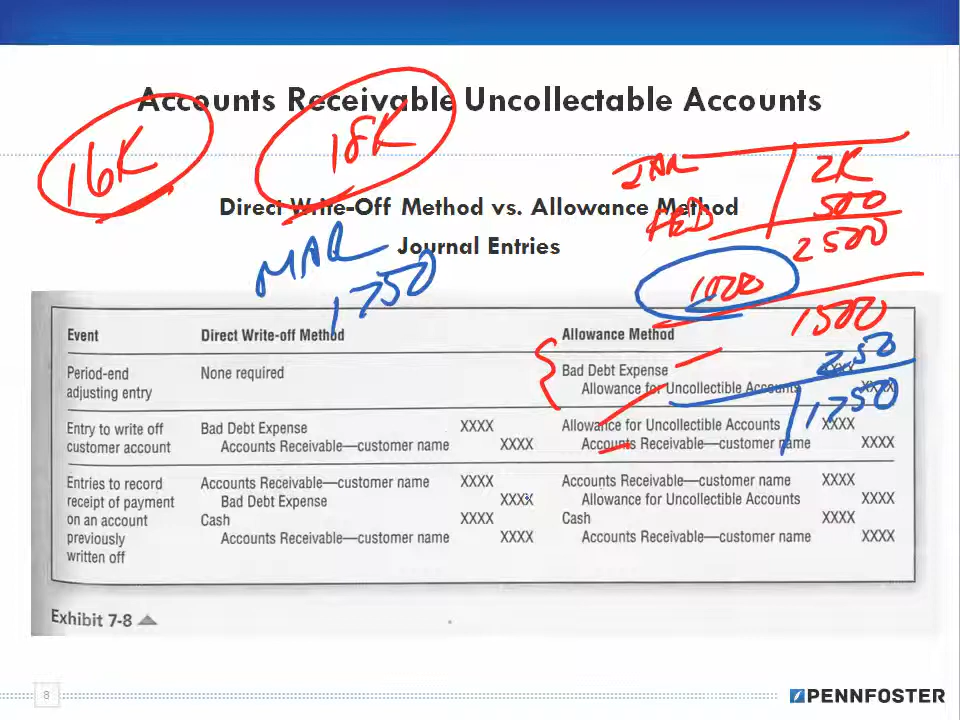 Accounts Receivable Uncollectable Accounts
16K
18K
JAN 2K
Direct Write-Off Method vs. Allowance Method
FEB 500
2500
Journal Entries
MAR
1750
1000
1500
Event Direct Write-off Method Allowance Method
250
Period-end None required Bad Debt Expense XXXX
adjusting entry Allowance for Uncollectible Accounts XXXX
1750
Entry to write off Bad Debt Expense XXXX Allowance for Uncollectible Accounts XXXX
customer account Accounts Receivable—customer name XXXX Accounts Receivable—customer name XXXX
Entries to record Accounts Receivable—customer name XXXX Accounts Receivable—customer name XXXX
receipt of payment Bad Debt Expense XXXX Allowance for Uncollectible Accounts XXXX
on an account Cash XXXX Cash XXXX
previously Accounts Receivable—customer name XXXX Accounts Receivable—customer name XXXX
written off
Exhibit 7-8
8
PENNFOSTER